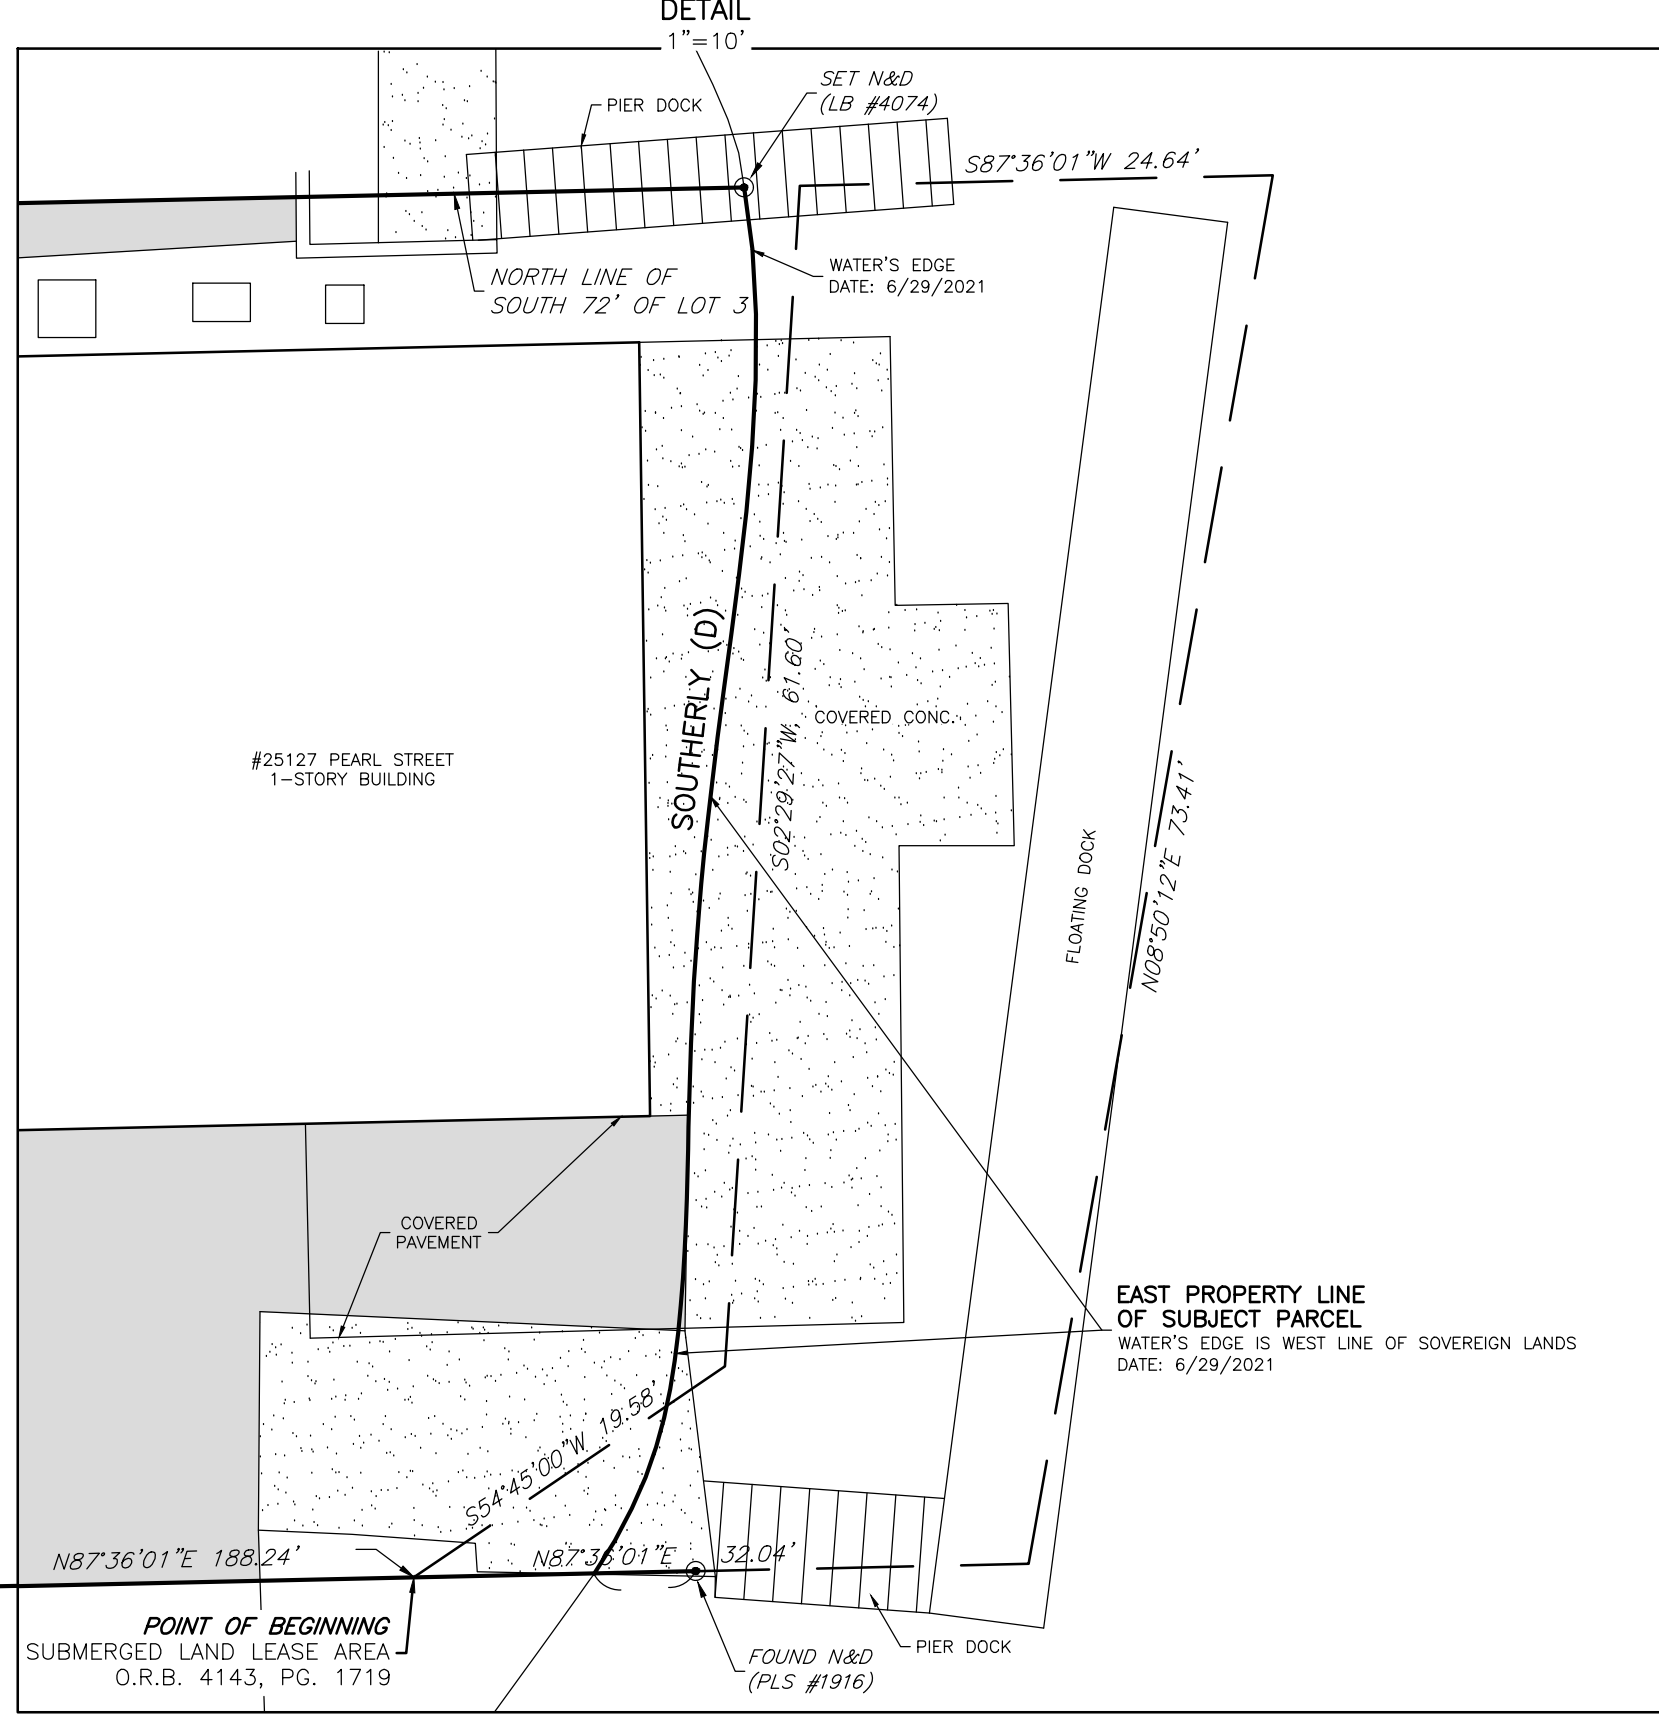 DETAIL
1"=10'
SET N&D
(LB #4074)
PIER DOCK
S87°36'01"W 24.64'
WATER'S EDGE
DATE: 6/29/2021
NORTH LINE OF
SOUTH 72' OF LOT 3
SOUTHERLY (D)
S02°29'27"W, 61.60'
COVERED CONC.
#25127 PEARL STREET
1-STORY BUILDING
FLOATING DOCK
N08°50'12"E 73.41'
COVERED
PAVEMENT
EAST PROPERTY LINE
OF SUBJECT PARCEL
WATER'S EDGE IS WEST LINE OF SOVEREIGN LANDS
DATE: 6/29/2021
S54°45'00"W 19.58'
N87°36'01"E 188.24'
N87°36'01"E 32.04'
POINT OF BEGINNING
SUBMERGED LAND LEASE AREA
O.R.B. 4143, PG. 1719
FOUND N&D
(PLS #1916)
PIER DOCK